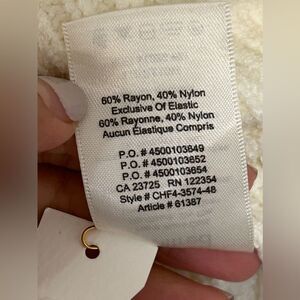 60% Rayon, 40% Nylon
Exclusive Of Elastic
60% Rayonne, 40% Nylon
Aucun Élastique Compris
P.O. # 4500103649
P.O. # 4500103652
P.O. # 4500103654
CA 23725 RN 122354
Style # CHF4-3574-48
Article # 61387